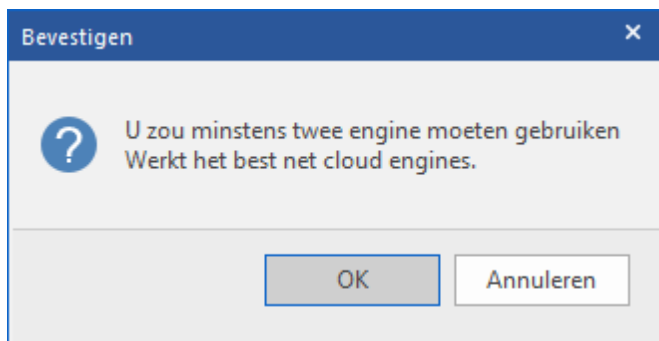 Bevestigen
U zou minstens twee engine moeten gebruiken
Werkt het best net cloud engines.
OK
Annuleren